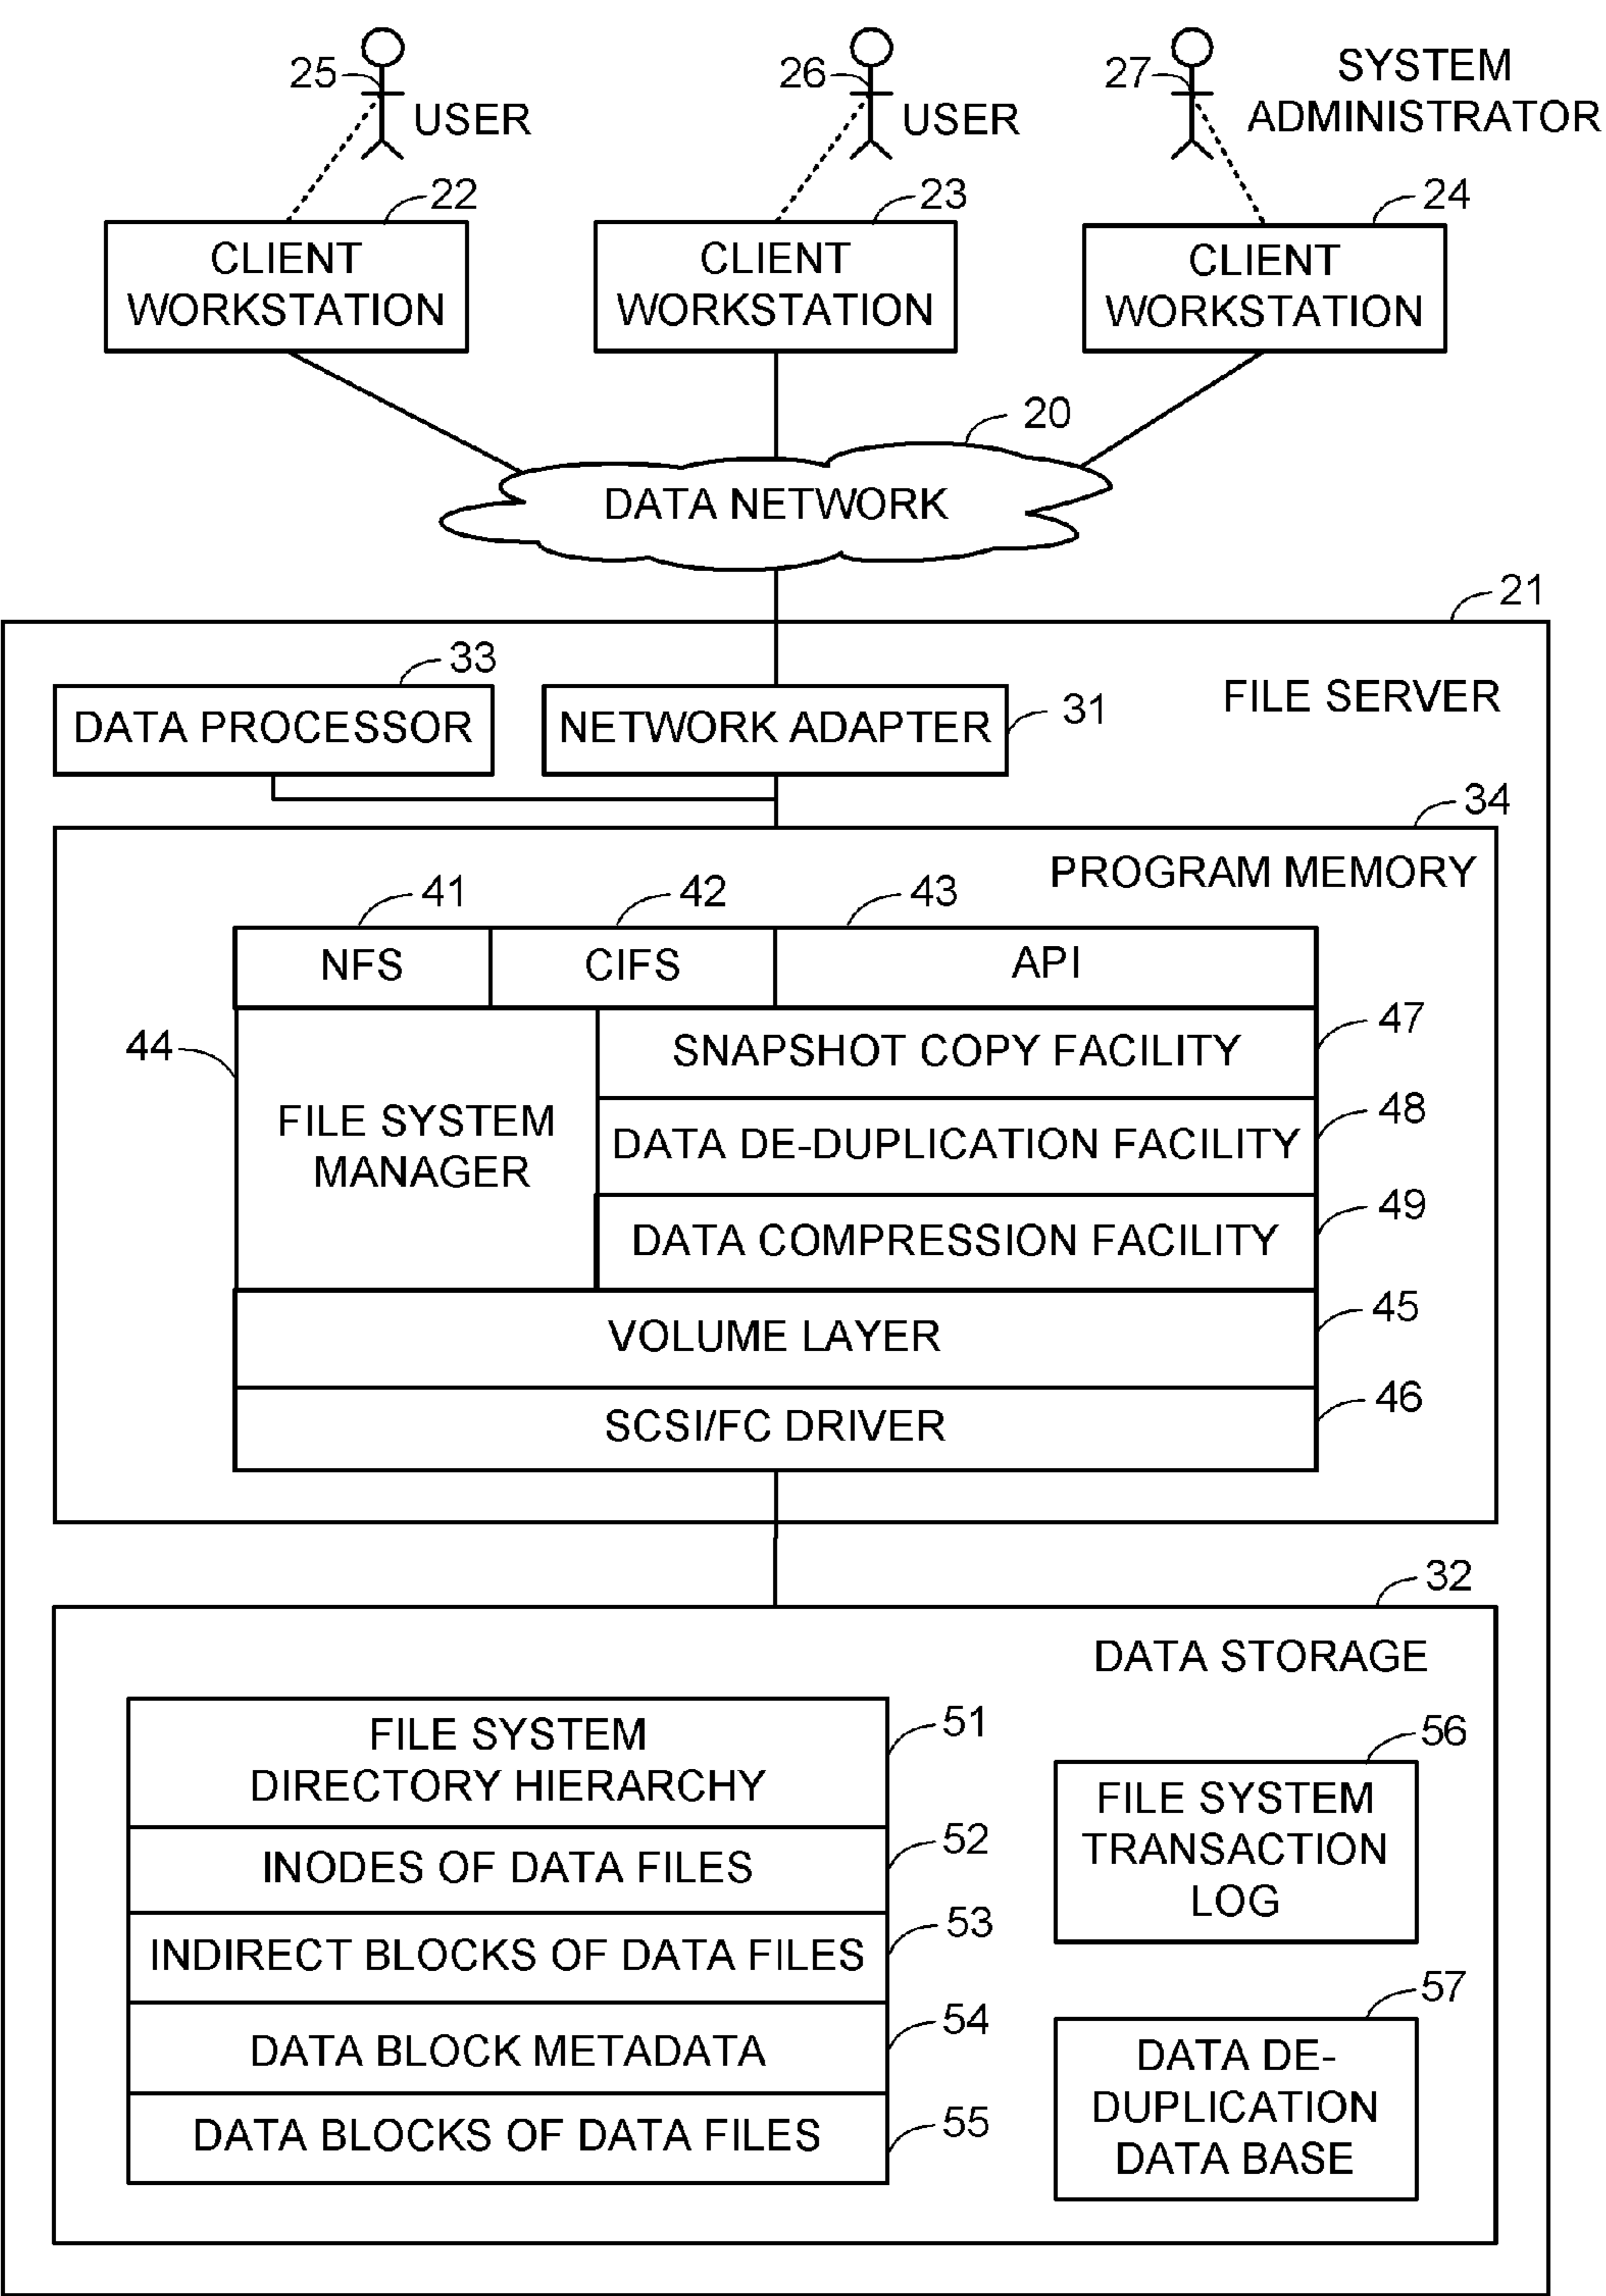 25
USER
26
USER
27
SYSTEM
ADMINISTRATOR
22
CLIENT
WORKSTATION
23
CLIENT
WORKSTATION
24
CLIENT
WORKSTATION
20
DATA NETWORK
21
FILE SERVER
33
DATA PROCESSOR
NETWORK ADAPTER
31
34
PROGRAM MEMORY
41
42
43
NFS
CIFS
API
44
FILE SYSTEM
MANAGER
SNAPSHOT COPY FACILITY
47
DATA DE-DUPLICATION FACILITY
48
DATA COMPRESSION FACILITY
49
VOLUME LAYER
45
SCSI/FC DRIVER
46
32
DATA STORAGE
FILE SYSTEM
DIRECTORY HIERARCHY
51
INODES OF DATA FILES
52
INDIRECT BLOCKS OF DATA FILES
53
DATA BLOCK METADATA
54
DATA BLOCKS OF DATA FILES
55
56
FILE SYSTEM
TRANSACTION
LOG
57
DATA DE-
DUPLICATION
DATA BASE